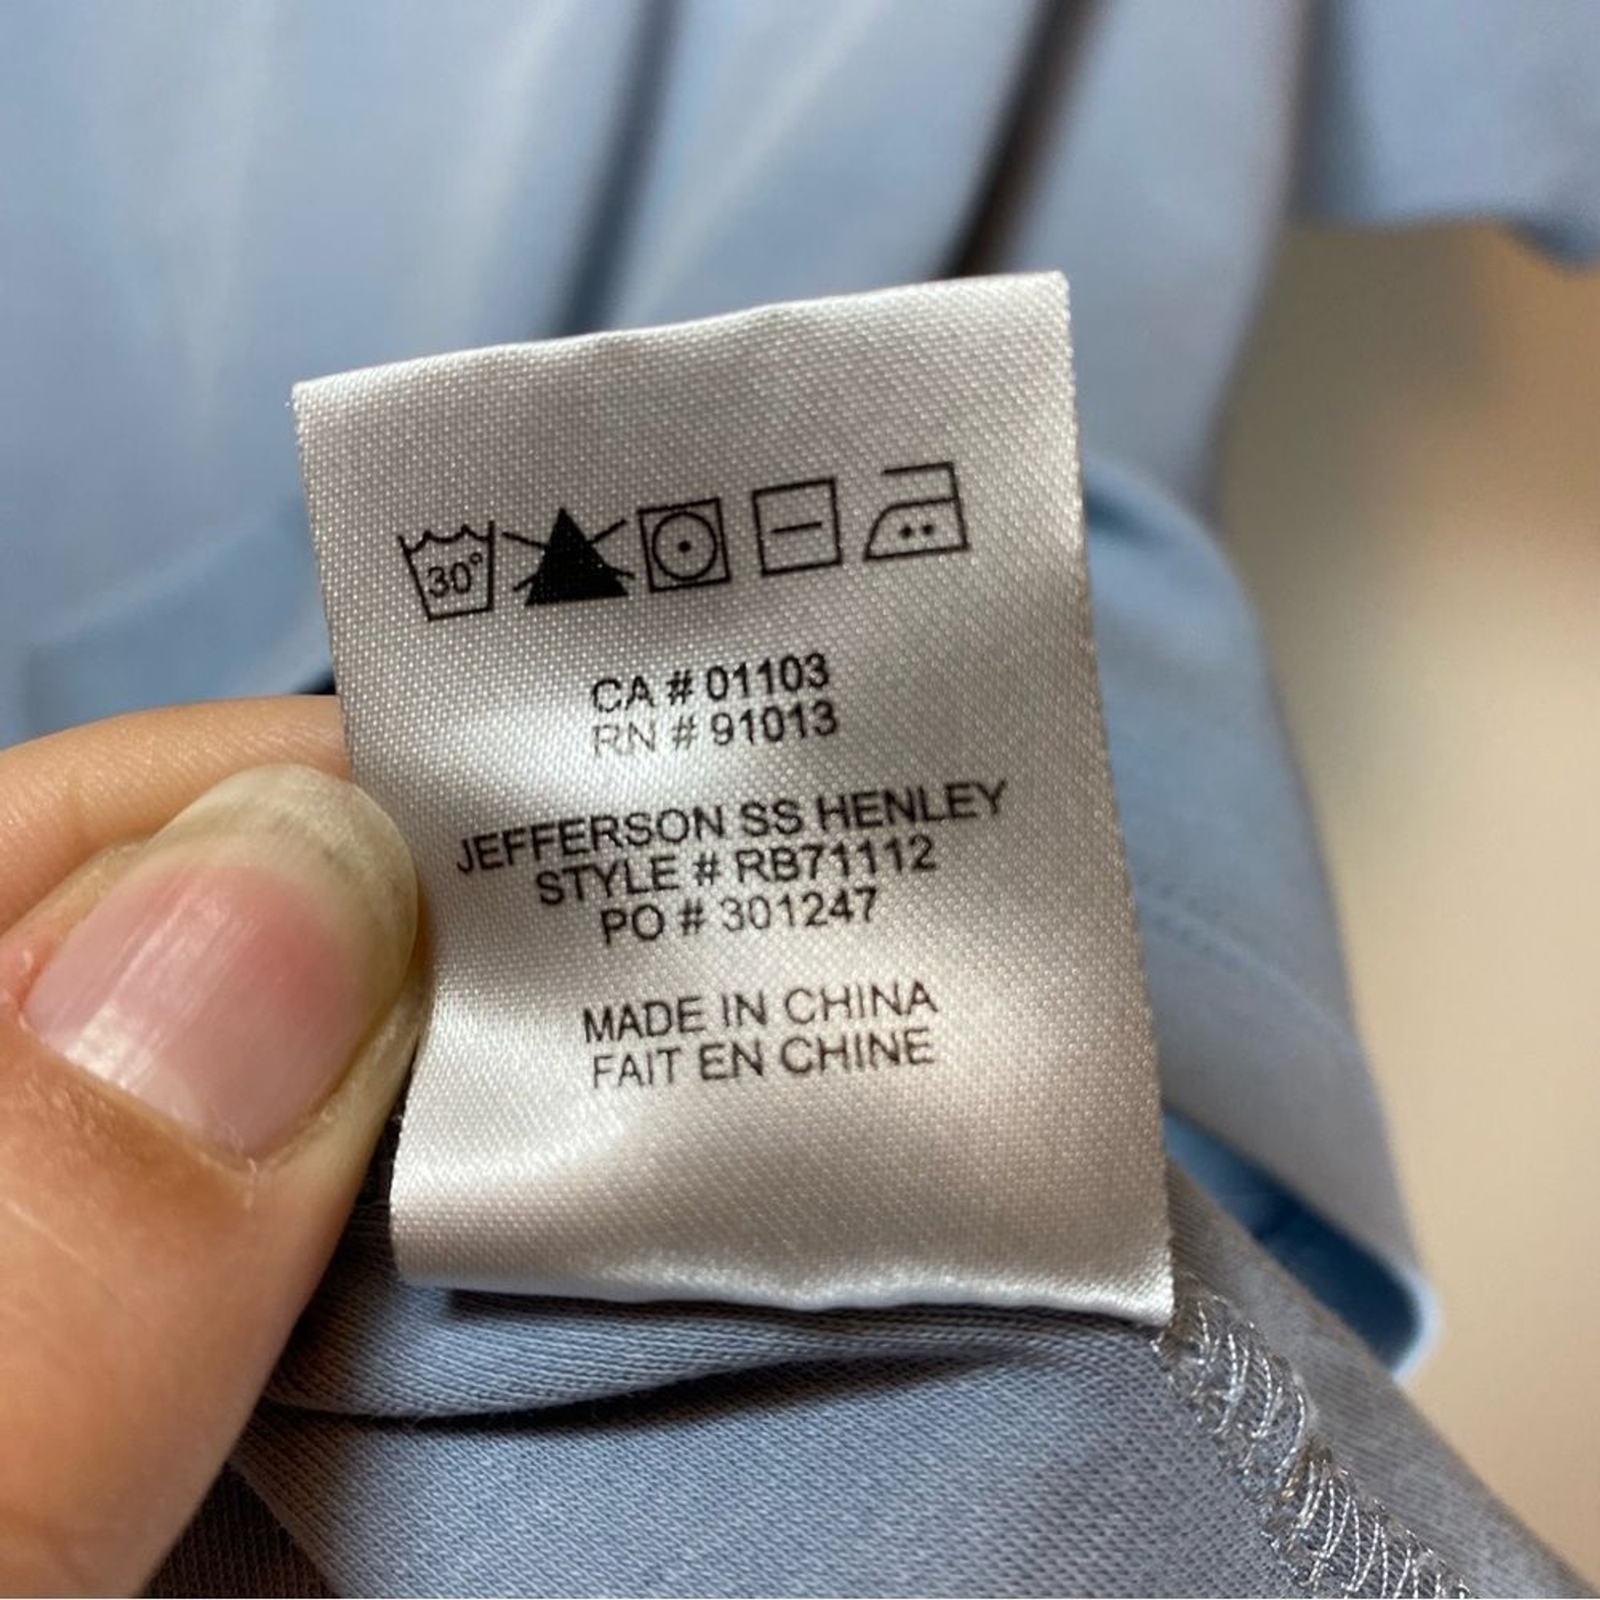 30°
CA # 01103
RN # 91013
JEFFERSON SS HENLEY
STYLE # RB71112
PO # 301247
MADE IN CHINA
FAIT EN CHINE